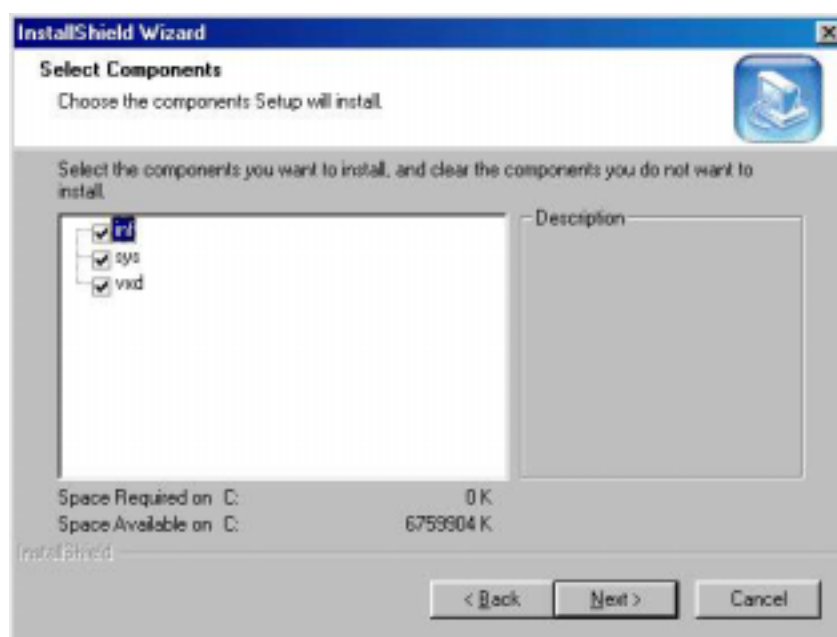 InstallShield Wizard
Select Components
Choose the components Setup will install.
Select the components you want to install, and clear the components you do not want to
install.
inf
sys
vxd
Description
Space Required on C: 0 K
Space Available on C: 6759904 K
InstallShield
< Back Next > Cancel